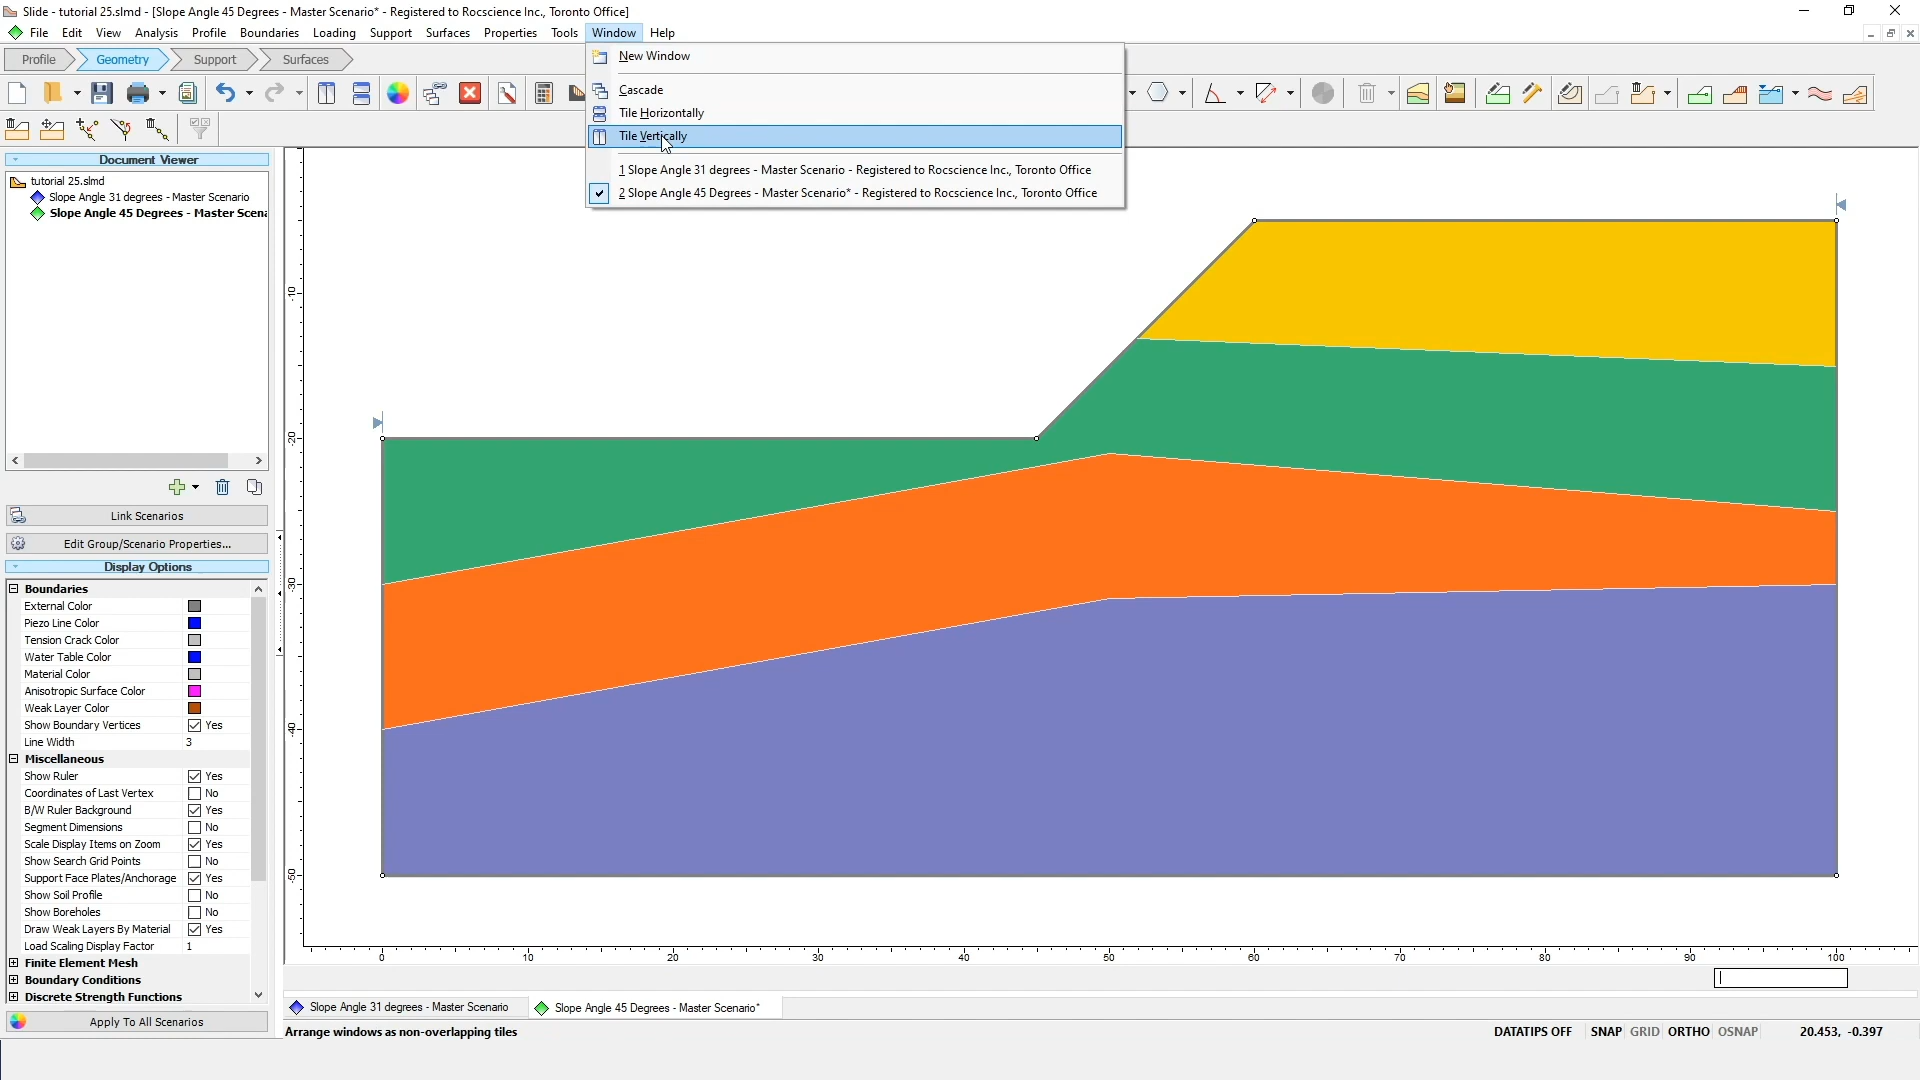 Slide - tutorial 25.slmd - [Slope Angle 45 Degrees - Master Scenario* - Registered to Rocscience Inc., Toronto Office]
File Edit View Analysis Profile Boundaries Loading Support Surfaces Properties Tools Window Help
Profile Geometry Support Surfaces
New Window
Cascade
Tile Horizontally
Tile Vertically
1 Slope Angle 31 degrees - Master Scenario - Registered to Rocscience Inc., Toronto Office
2 Slope Angle 45 Degrees - Master Scenario* - Registered to Rocscience Inc., Toronto Office
Document Viewer
tutorial 25.slmd
Slope Angle 31 degrees - Master Scenario
Slope Angle 45 Degrees - Master Scena
Link Scenarios
Edit Group/Scenario Properties...
Display Options
Boundaries
External Color
Piezo Line Color
Tension Crack Color
Water Table Color
Material Color
Anisotropic Surface Color
Weak Layer Color
Show Boundary Vertices Yes
Line Width 3
Miscellaneous
Show Ruler Yes
Coordinates of Last Vertex No
B/W Ruler Background Yes
Segment Dimensions No
Scale Display Items on Zoom Yes
Show Search Grid Points No
Support Face Plates/Anchorage Yes
Show Soil Profile No
Show Boreholes No
Draw Weak Layers By Material Yes
Load Scaling Display Factor 1
Finite Element Mesh
Boundary Conditions
Discrete Strength Functions
Apply To All Scenarios
-10
-20
-30
-40
-50
0 10 20 30 40 50 60 70 80 90 100
Slope Angle 31 degrees - Master Scenario Slope Angle 45 Degrees - Master Scenario*
Arrange windows as non-overlapping tiles DATATIPS OFF SNAP GRID ORTHO OSNAP 20.453, -0.397